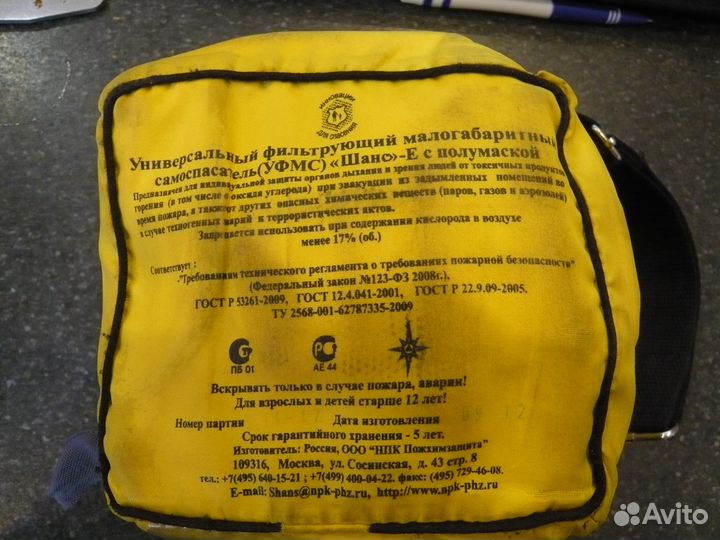 ИННОВАЦИИ
ДЛЯ СПАСЕНИЯ
Универсальный фильтрующий малогабаритный
самоспасатель(УФМС) «Шанс»-Е с полумаской
Предназначен для индивидуальной защиты органов дыхания и зрения людей от токсичных продуктов
горения (в том числе оксида углерода) при эвакуации из задымленных помещений во
время пожара, а также от других опасных химических веществ (паров, газов и аэрозолей)
в случае техногенных аварий и террористических актов.
Запрещается использовать при содержании кислорода в воздухе
менее 17% (об.)
Соответствует :
-"Требованиям технического регламента о требованиях пожарной безопасности"
(Федеральный закон №123-ФЗ 2008г.),
ГОСТ Р 53261-2009, ГОСТ 12.4.041-2001, ГОСТ Р 22.9.09-2005.
ТУ 2568-001-62787335-2009
ПБ 01 АЕ 44
Вскрывать только в случае пожара, аварии!
Для взрослых и детей старше 12 лет!
Номер партии Дата изготовления
Срок гарантийного хранения - 5 лет.
Изготовитель: Россия, ООО "НПК Пожхимзащита"
109316, Москва, ул. Сосинская, д. 43 стр. 8
тел.: +7(495) 640-15-21 ; +7(499) 400-04-22. факс: (495) 729-46-08.
E-mail: Shans@npk-phz.ru, http://www.npk-phz.ru
Avito